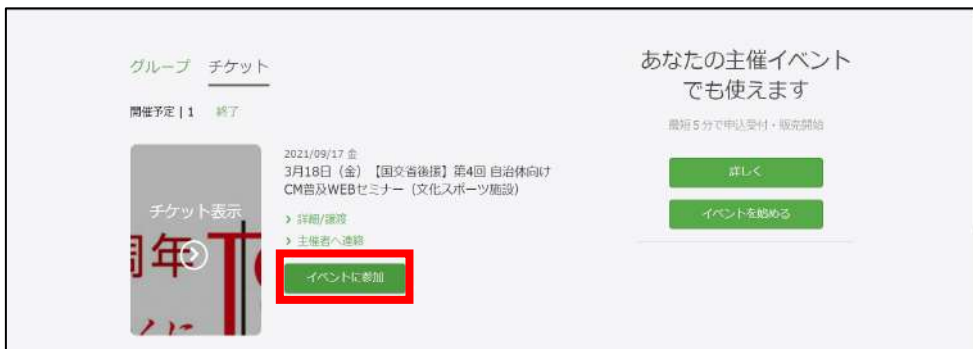 グループ チケット
開催予定 | 1 終了
チケット表示
周年
2021/09/17 金
3月18日（金）【国交省後援】第4回 自治体向け
CM普及WEBセミナー（文化スポーツ施設）
> 詳細/譲渡
> 主催者へ連絡
イベントに参加
あなたの主催イベント
でも使えます
最短5分で申込受付・販売開始
詳しく
イベントを始める